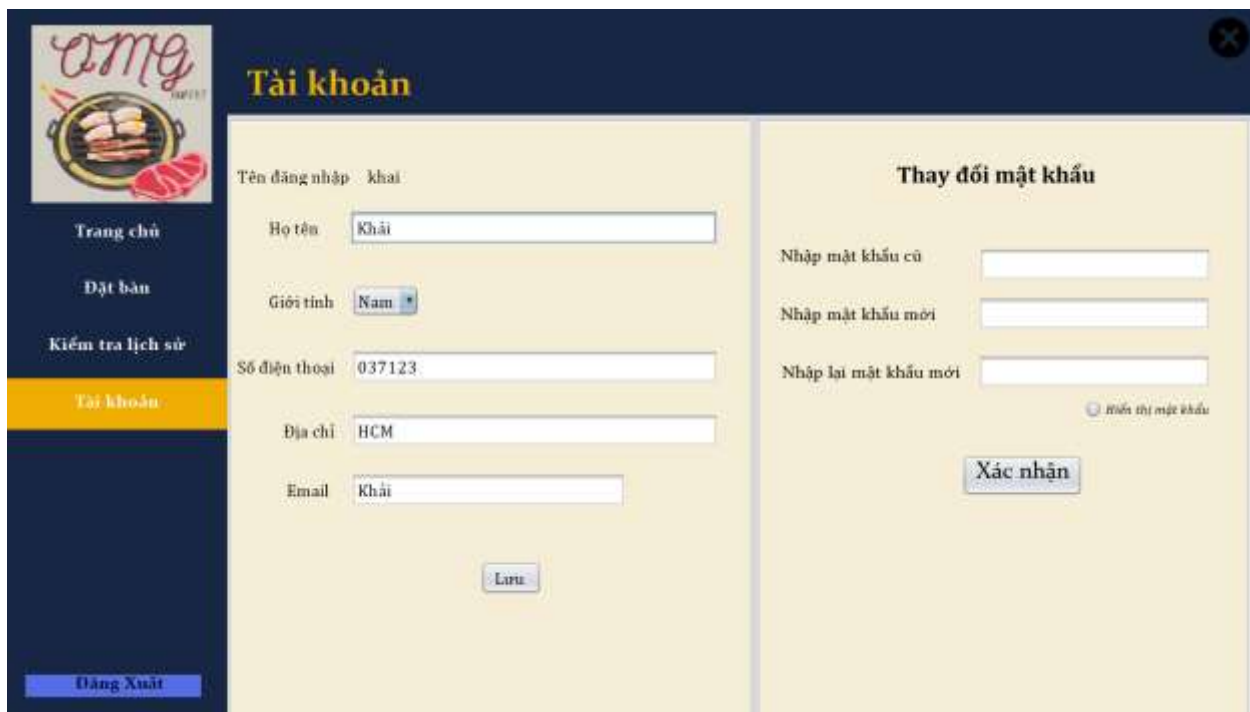 OMG
BUFFET
Tài khoản
Trang chủ
Đặt bàn
Kiểm tra lịch sử
Tài khoản
Đăng Xuất
Tên đăng nhập khai
Họ tên Khải
Giới tính Nam
Số điện thoại 037123
Địa chỉ HCM
Email Khải
Lưu
Thay đổi mật khẩu
Nhập mật khẩu cũ
Nhập mật khẩu mới
Nhập lại mật khẩu mới
Hiển thị mật khẩu
Xác nhận